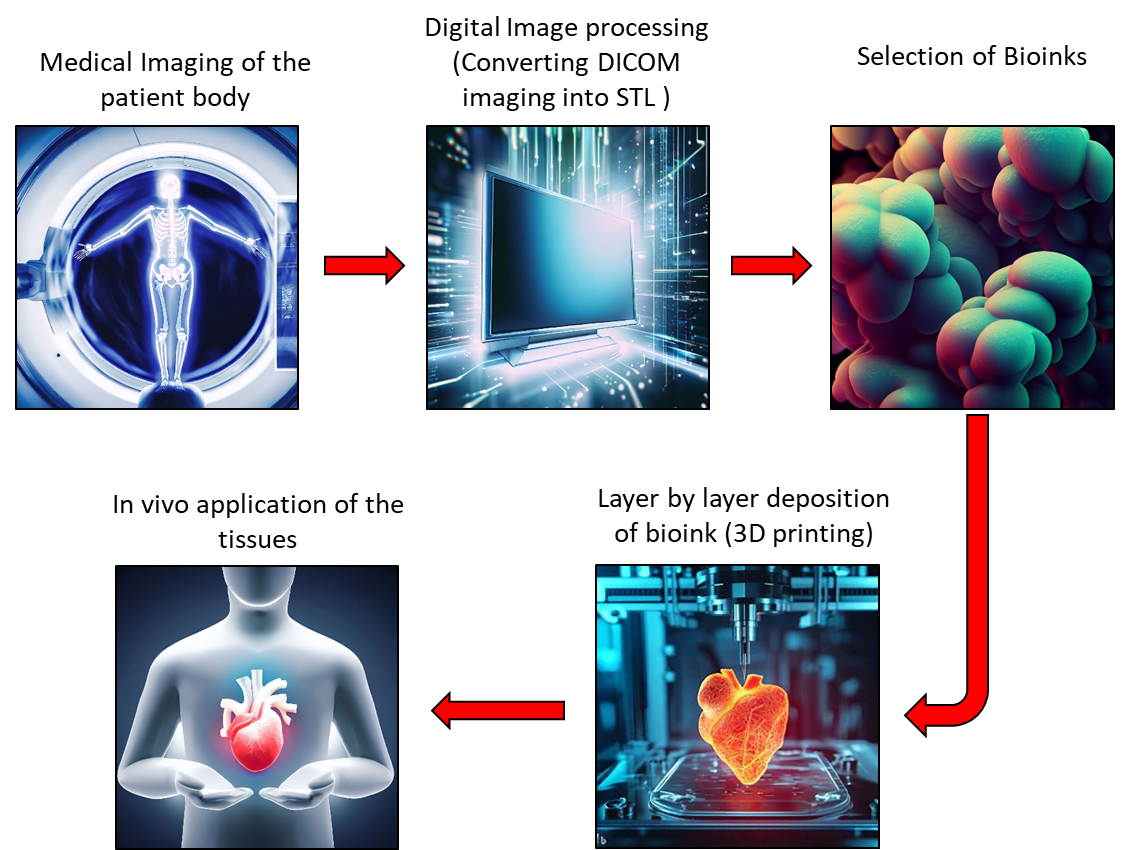 Medical Imaging of the
patient body
Digital Image processing
(Converting DICOM
imaging into STL )
Selection of Bioinks
In vivo application of the
tissues
Layer by layer deposition
of bioink (3D printing)